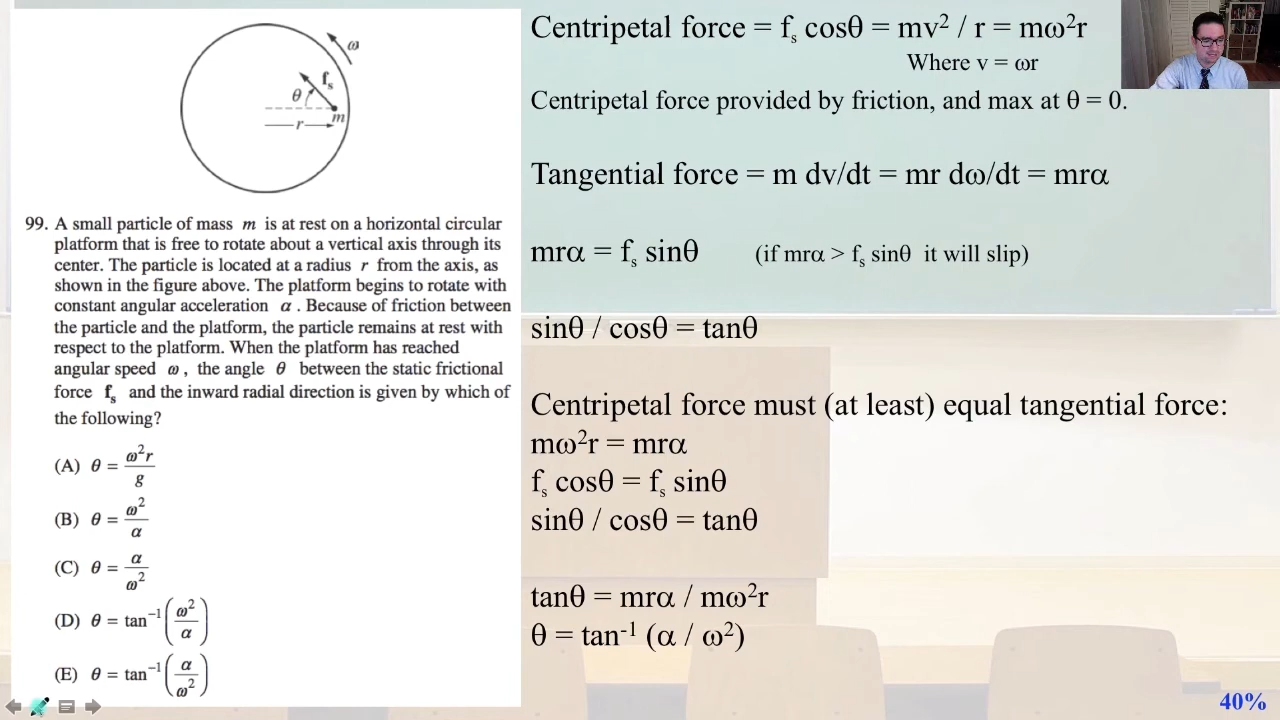 ω
fₛ
θ
m
r
99. A small particle of mass m is at rest on a horizontal circular
platform that is free to rotate about a vertical axis through its
center. The particle is located at a radius r from the axis, as
shown in the figure above. The platform begins to rotate with
constant angular acceleration α . Because of friction between
the particle and the platform, the particle remains at rest with
respect to the platform. When the platform has reached
angular speed ω , the angle θ between the static frictional
force fₛ and the inward radial direction is given by which of
the following?
(A) θ = ω²r / g
(B) θ = ω² / α
(C) θ = α / ω²
(D) θ = tan⁻¹(ω² / α)
(E) θ = tan⁻¹(α / ω²)
Centripetal force = fₛ cosθ = mv² / r = mω²r
Where v = ωr
Centripetal force provided by friction, and max at θ = 0.
Tangential force = m dv/dt = mr dω/dt = mrα
mrα = fₛ sinθ (if mrα > fₛ sinθ it will slip)
sinθ / cosθ = tanθ
Centripetal force must (at least) equal tangential force:
mω²r = mrα
fₛ cosθ = fₛ sinθ
sinθ / cosθ = tanθ
tanθ = mrα / mω²r
θ = tan⁻¹ (α / ω²)
40%